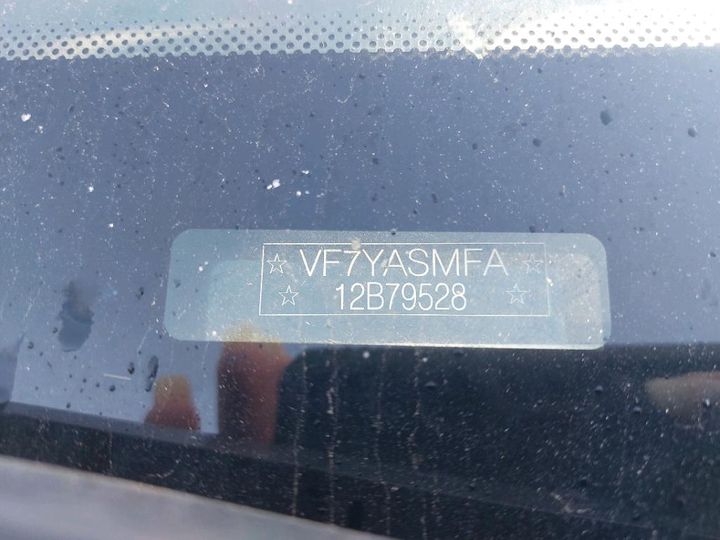 ☆ VF7YASMFA ☆
☆ 12B79528 ☆